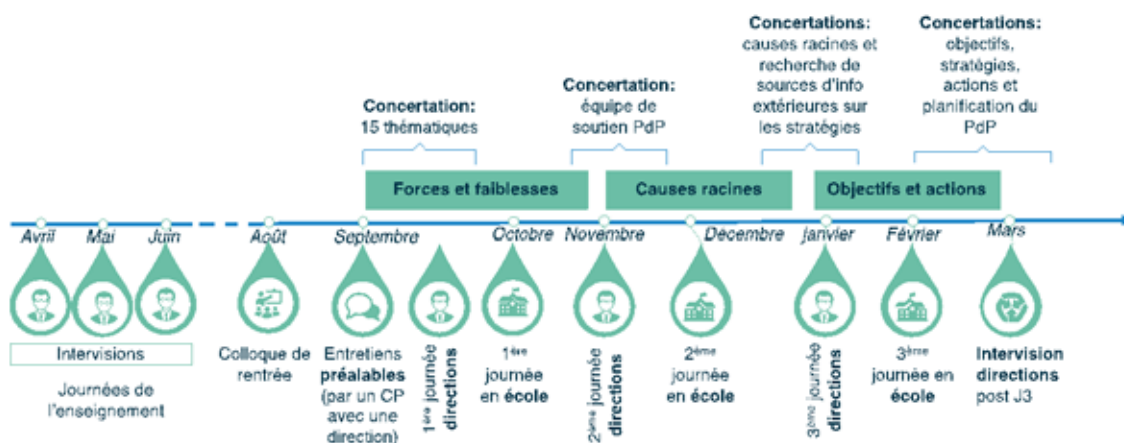 Concertation:
15 thématiques
Concertation:
équipe de
soutien PdP
Concertations:
causes racines et
recherche de
sources d'info
extérieures sur
les stratégies
Concertations:
objectifs,
stratégies,
actions et
planification du
PdP
Forces et faiblesses
Causes racines
Objectifs et actions
Avril
Mai
Juin
Août
Septembre
Octobre
Novembre
Decembre
janvier
Février
Mars
Intervisions
Journées de
l'enseignement
Colloque de
rentrée
Entretiens
préalables
(par un CP
avec une
direction)
1ère journée
directions
1ère
journée
en école
2ème journée
directions
2ème
journée
en école
3ème journée
directions
3ème
journée en
école
Intervision
directions
post J3